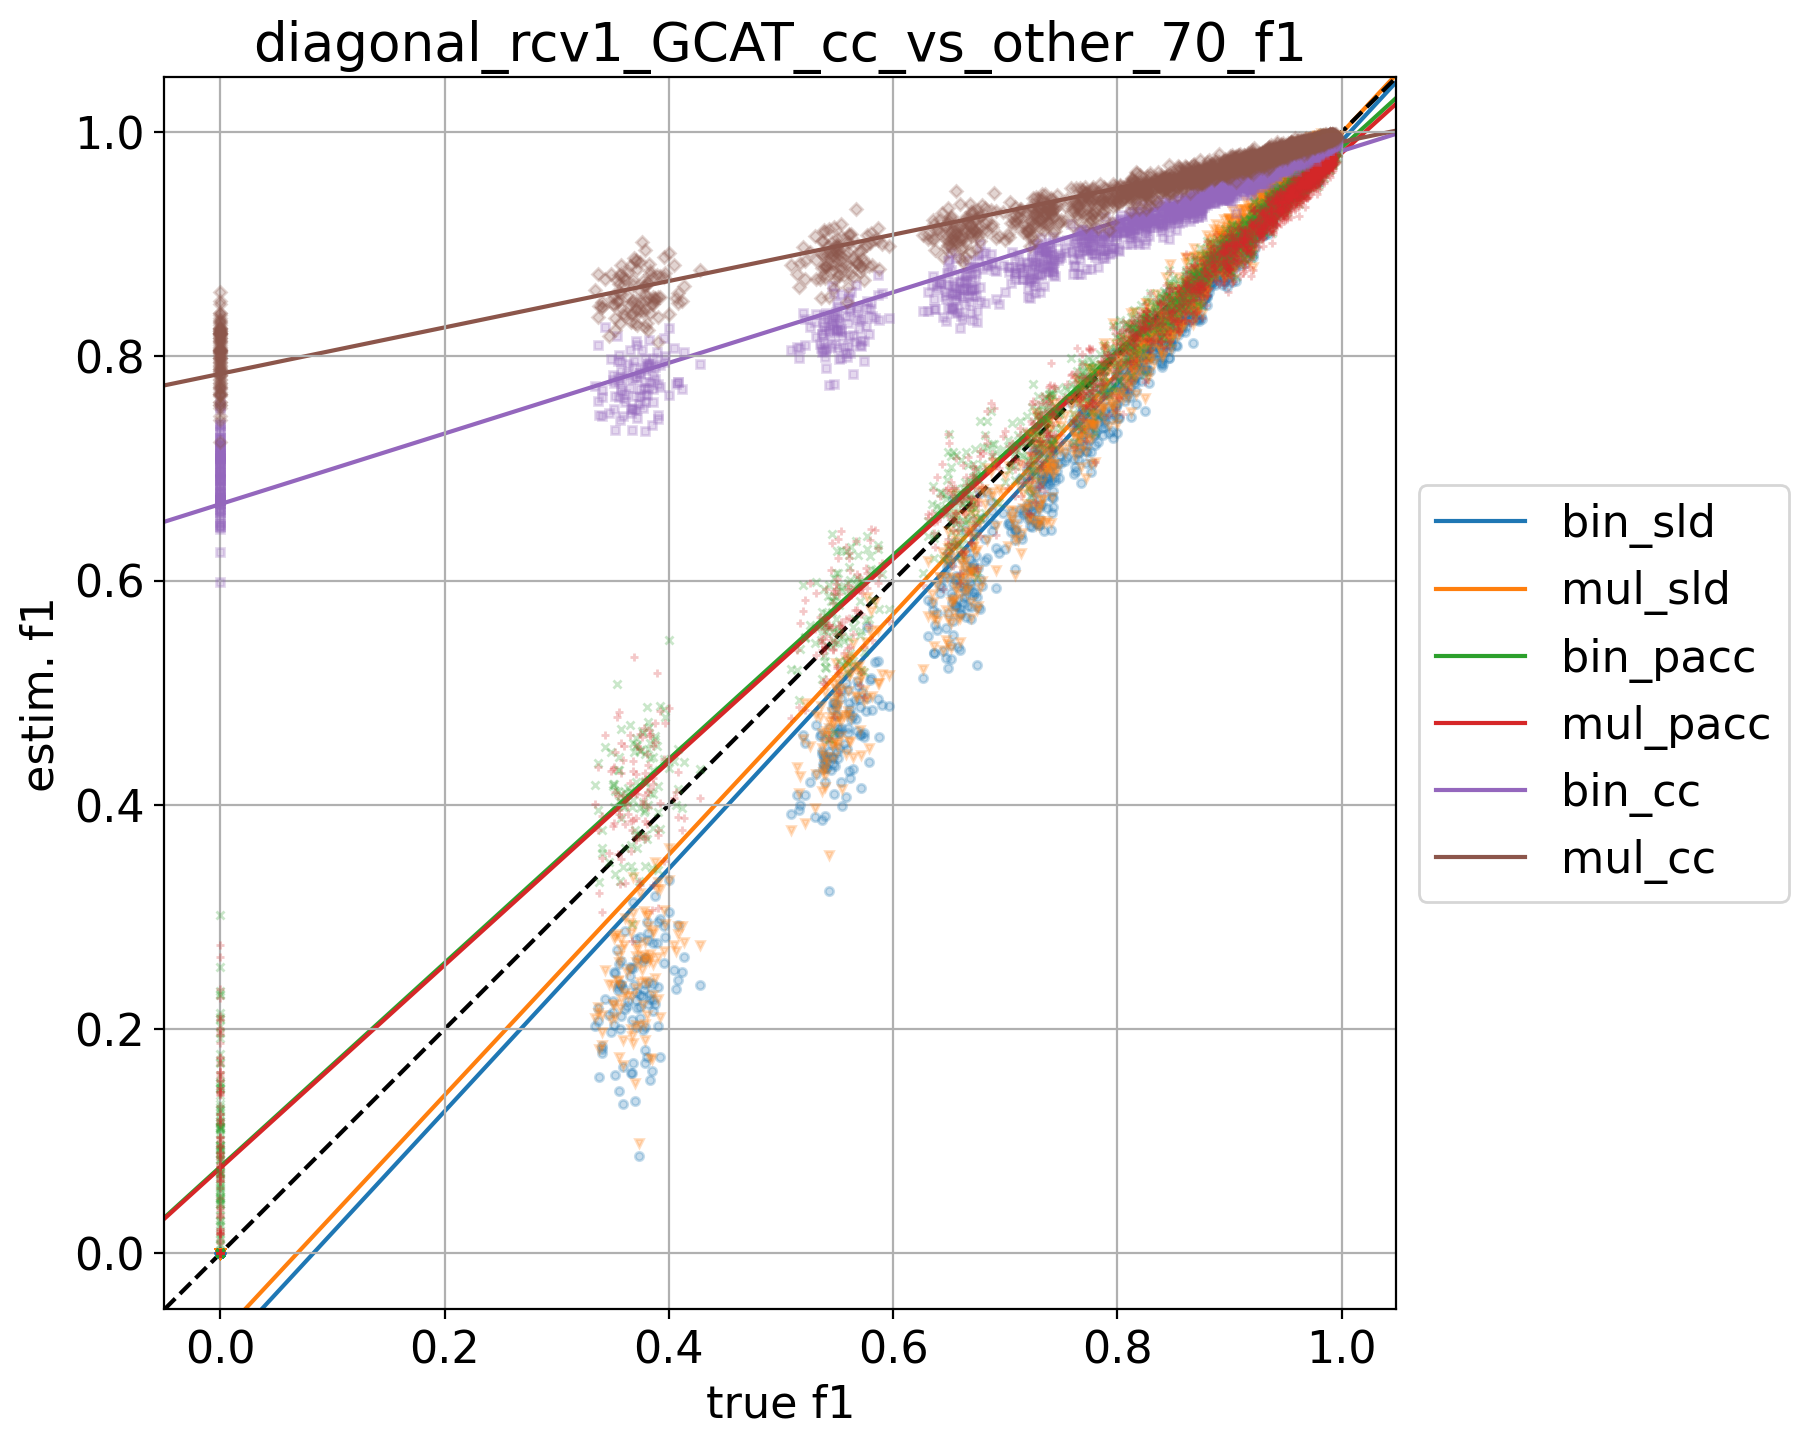 diagonal_rcv1_GCAT_cc_vs_other_70_f1
1.0
0.8
0.6
0.4
0.2
0.0
estim. f1
0.0 0.2 0.4 0.6 0.8 1.0
true f1
bin_sld
mul_sld
bin_pacc
mul_pacc
bin_cc
mul_cc